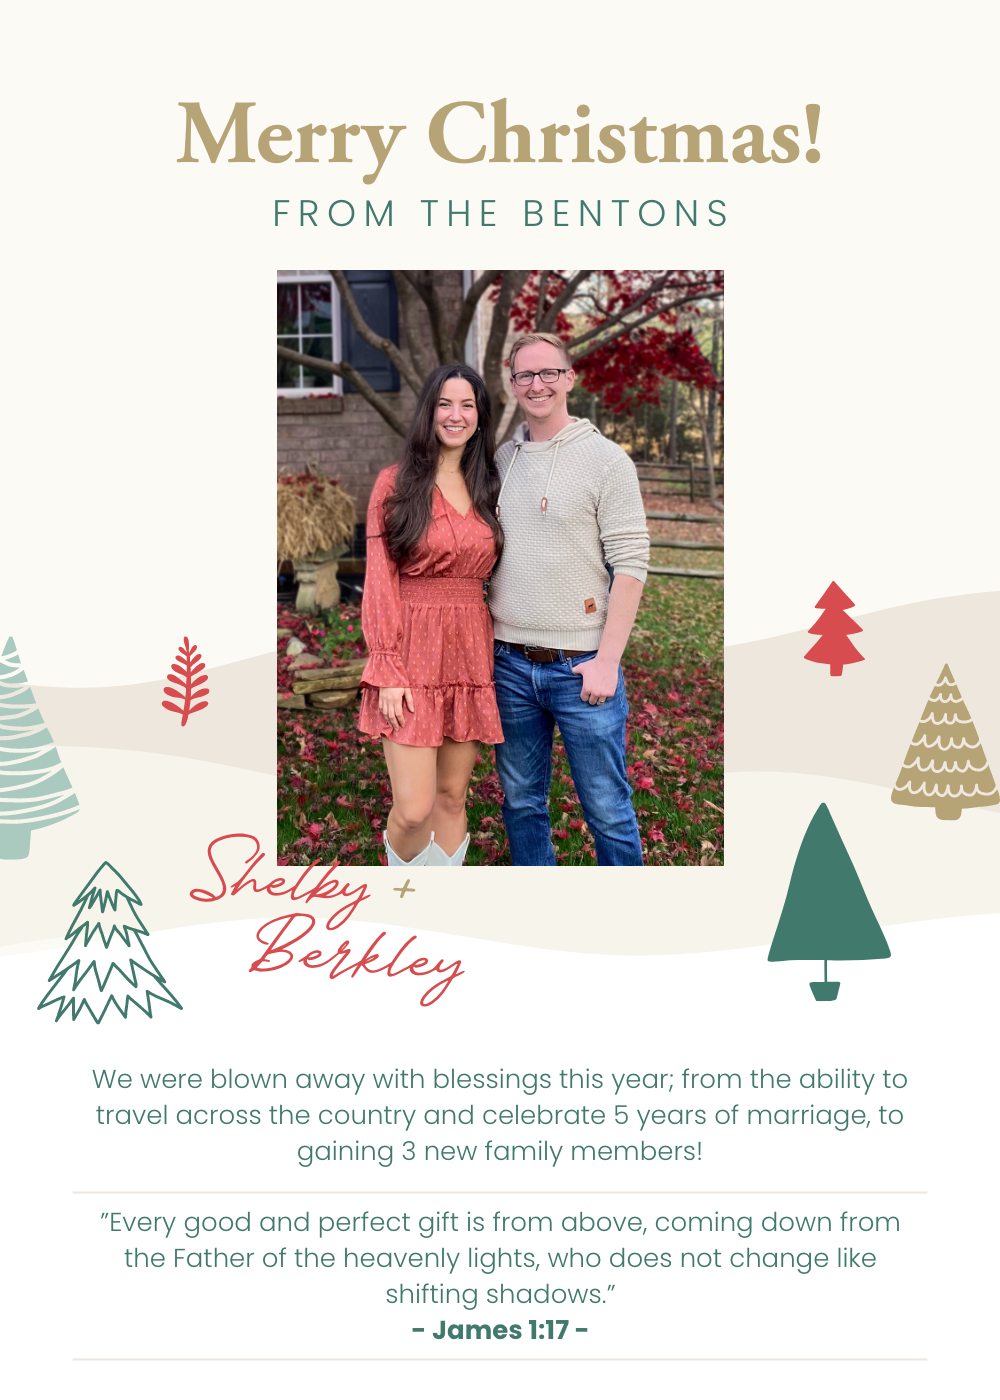 Merry Christmas!
FROM THE BENTONS
Shelby +
Berkley
We were blown away with blessings this year; from the ability to
travel across the country and celebrate 5 years of marriage, to
gaining 3 new family members!
”Every good and perfect gift is from above, coming down from
the Father of the heavenly lights, who does not change like
shifting shadows.”
- James 1:17 -